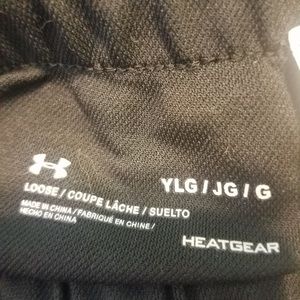 YLG / JG / G
LOOSE / COUPE LÂCHE / SUELTO
MADE IN CHINA / FABRIQUÉ EN CHINE /
HECHO EN CHINA
HEATGEAR